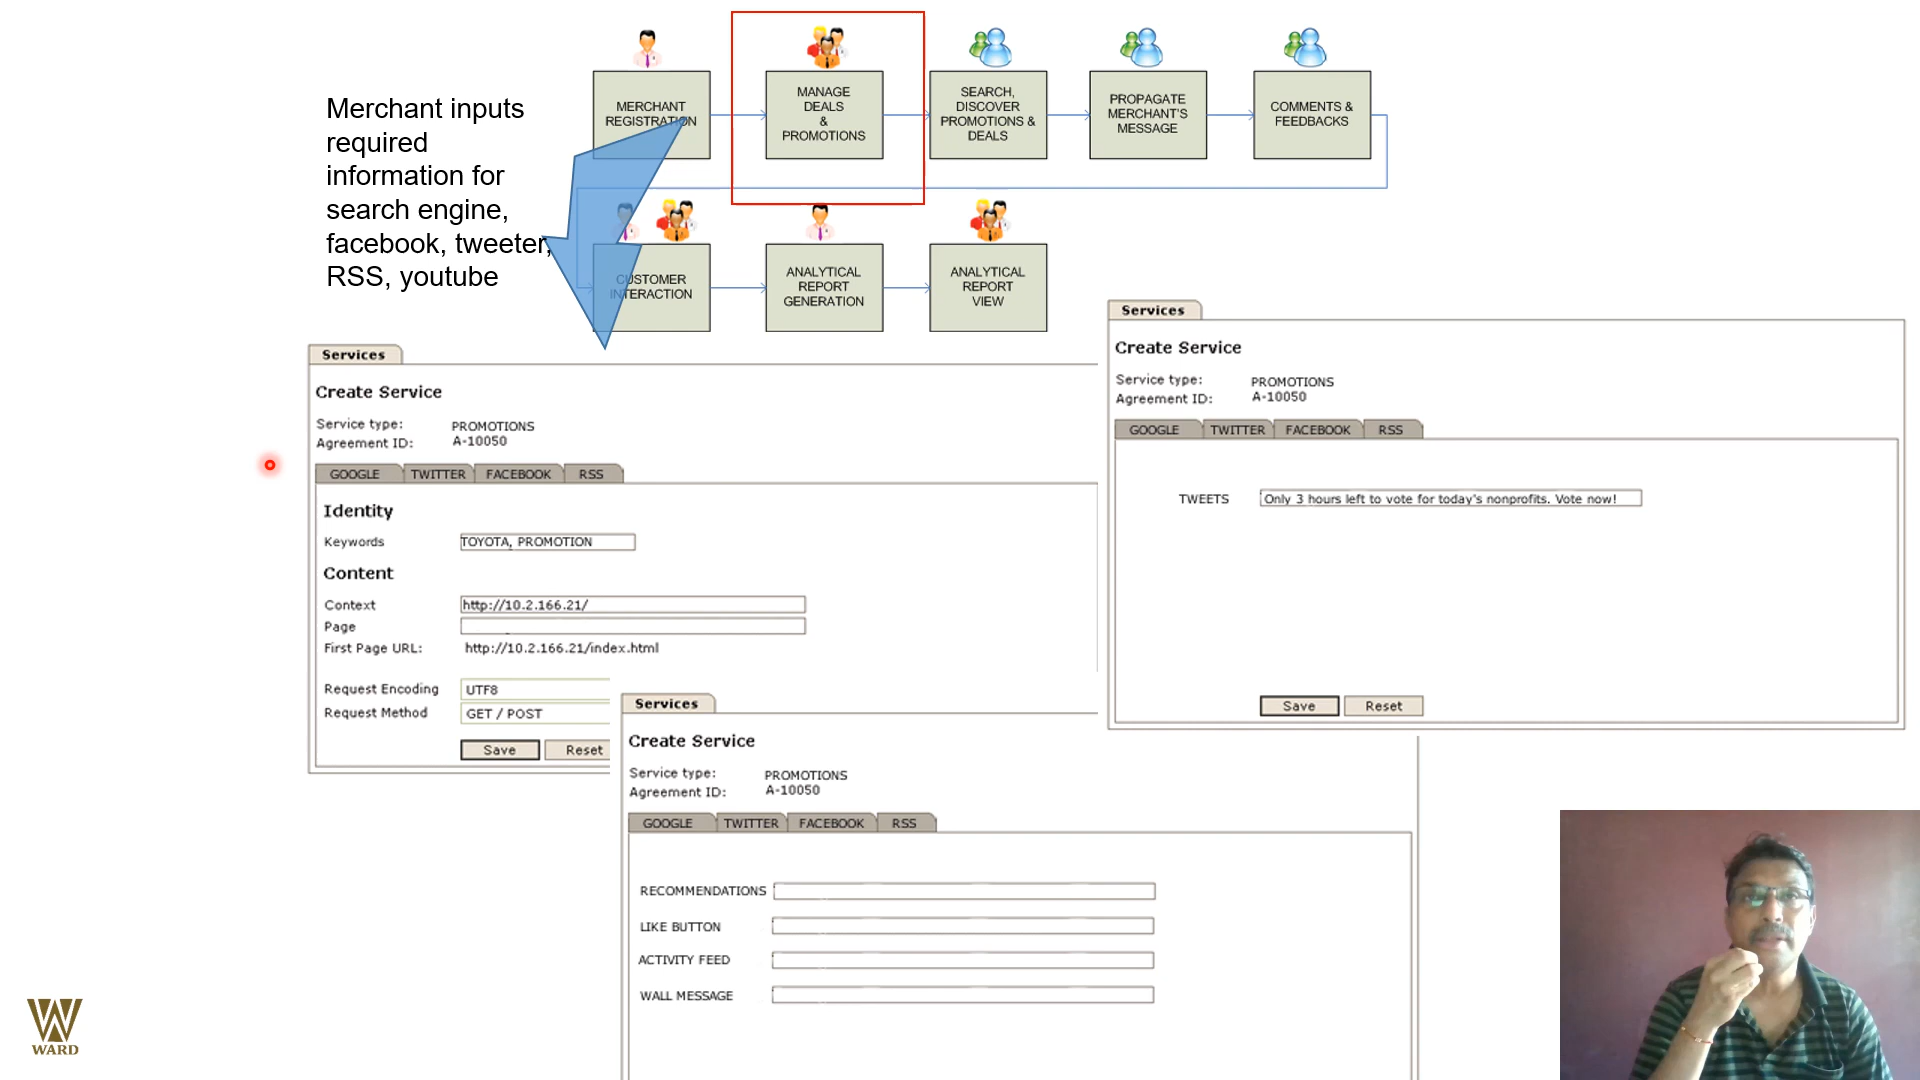 MERCHANT
REGISTRATION
MANAGE
DEALS
&
PROMOTIONS
SEARCH,
DISCOVER
PROMOTIONS &
DEALS
PROPAGATE
MERCHANT'S
MESSAGE
COMMENTS &
FEEDBACKS
Merchant inputs
required
information for
search engine,
facebook, tweeter,
RSS, youtube
CUSTOMER
INTERACTION
ANALYTICAL
REPORT
GENERATION
ANALYTICAL
REPORT
VIEW
Services
Create Service
Service type: PROMOTIONS
Agreement ID: A-10050
GOOGLE TWITTER FACEBOOK RSS
Identity
Keywords TOYOTA, PROMOTION
Content
Context http://10.2.166.21/
Page
First Page URL: http://10.2.166.21/index.html
Request Encoding UTF8
Request Method GET / POST
Save Reset
Services
Create Service
Service type: PROMOTIONS
Agreement ID: A-10050
GOOGLE TWITTER FACEBOOK RSS
TWEETS Only 3 hours left to vote for today's nonprofits. Vote now!
Save Reset
Services
Create Service
Service type: PROMOTIONS
Agreement ID: A-10050
GOOGLE TWITTER FACEBOOK RSS
RECOMMENDATIONS
LIKE BUTTON
ACTIVITY FEED
WALL MESSAGE
WARD